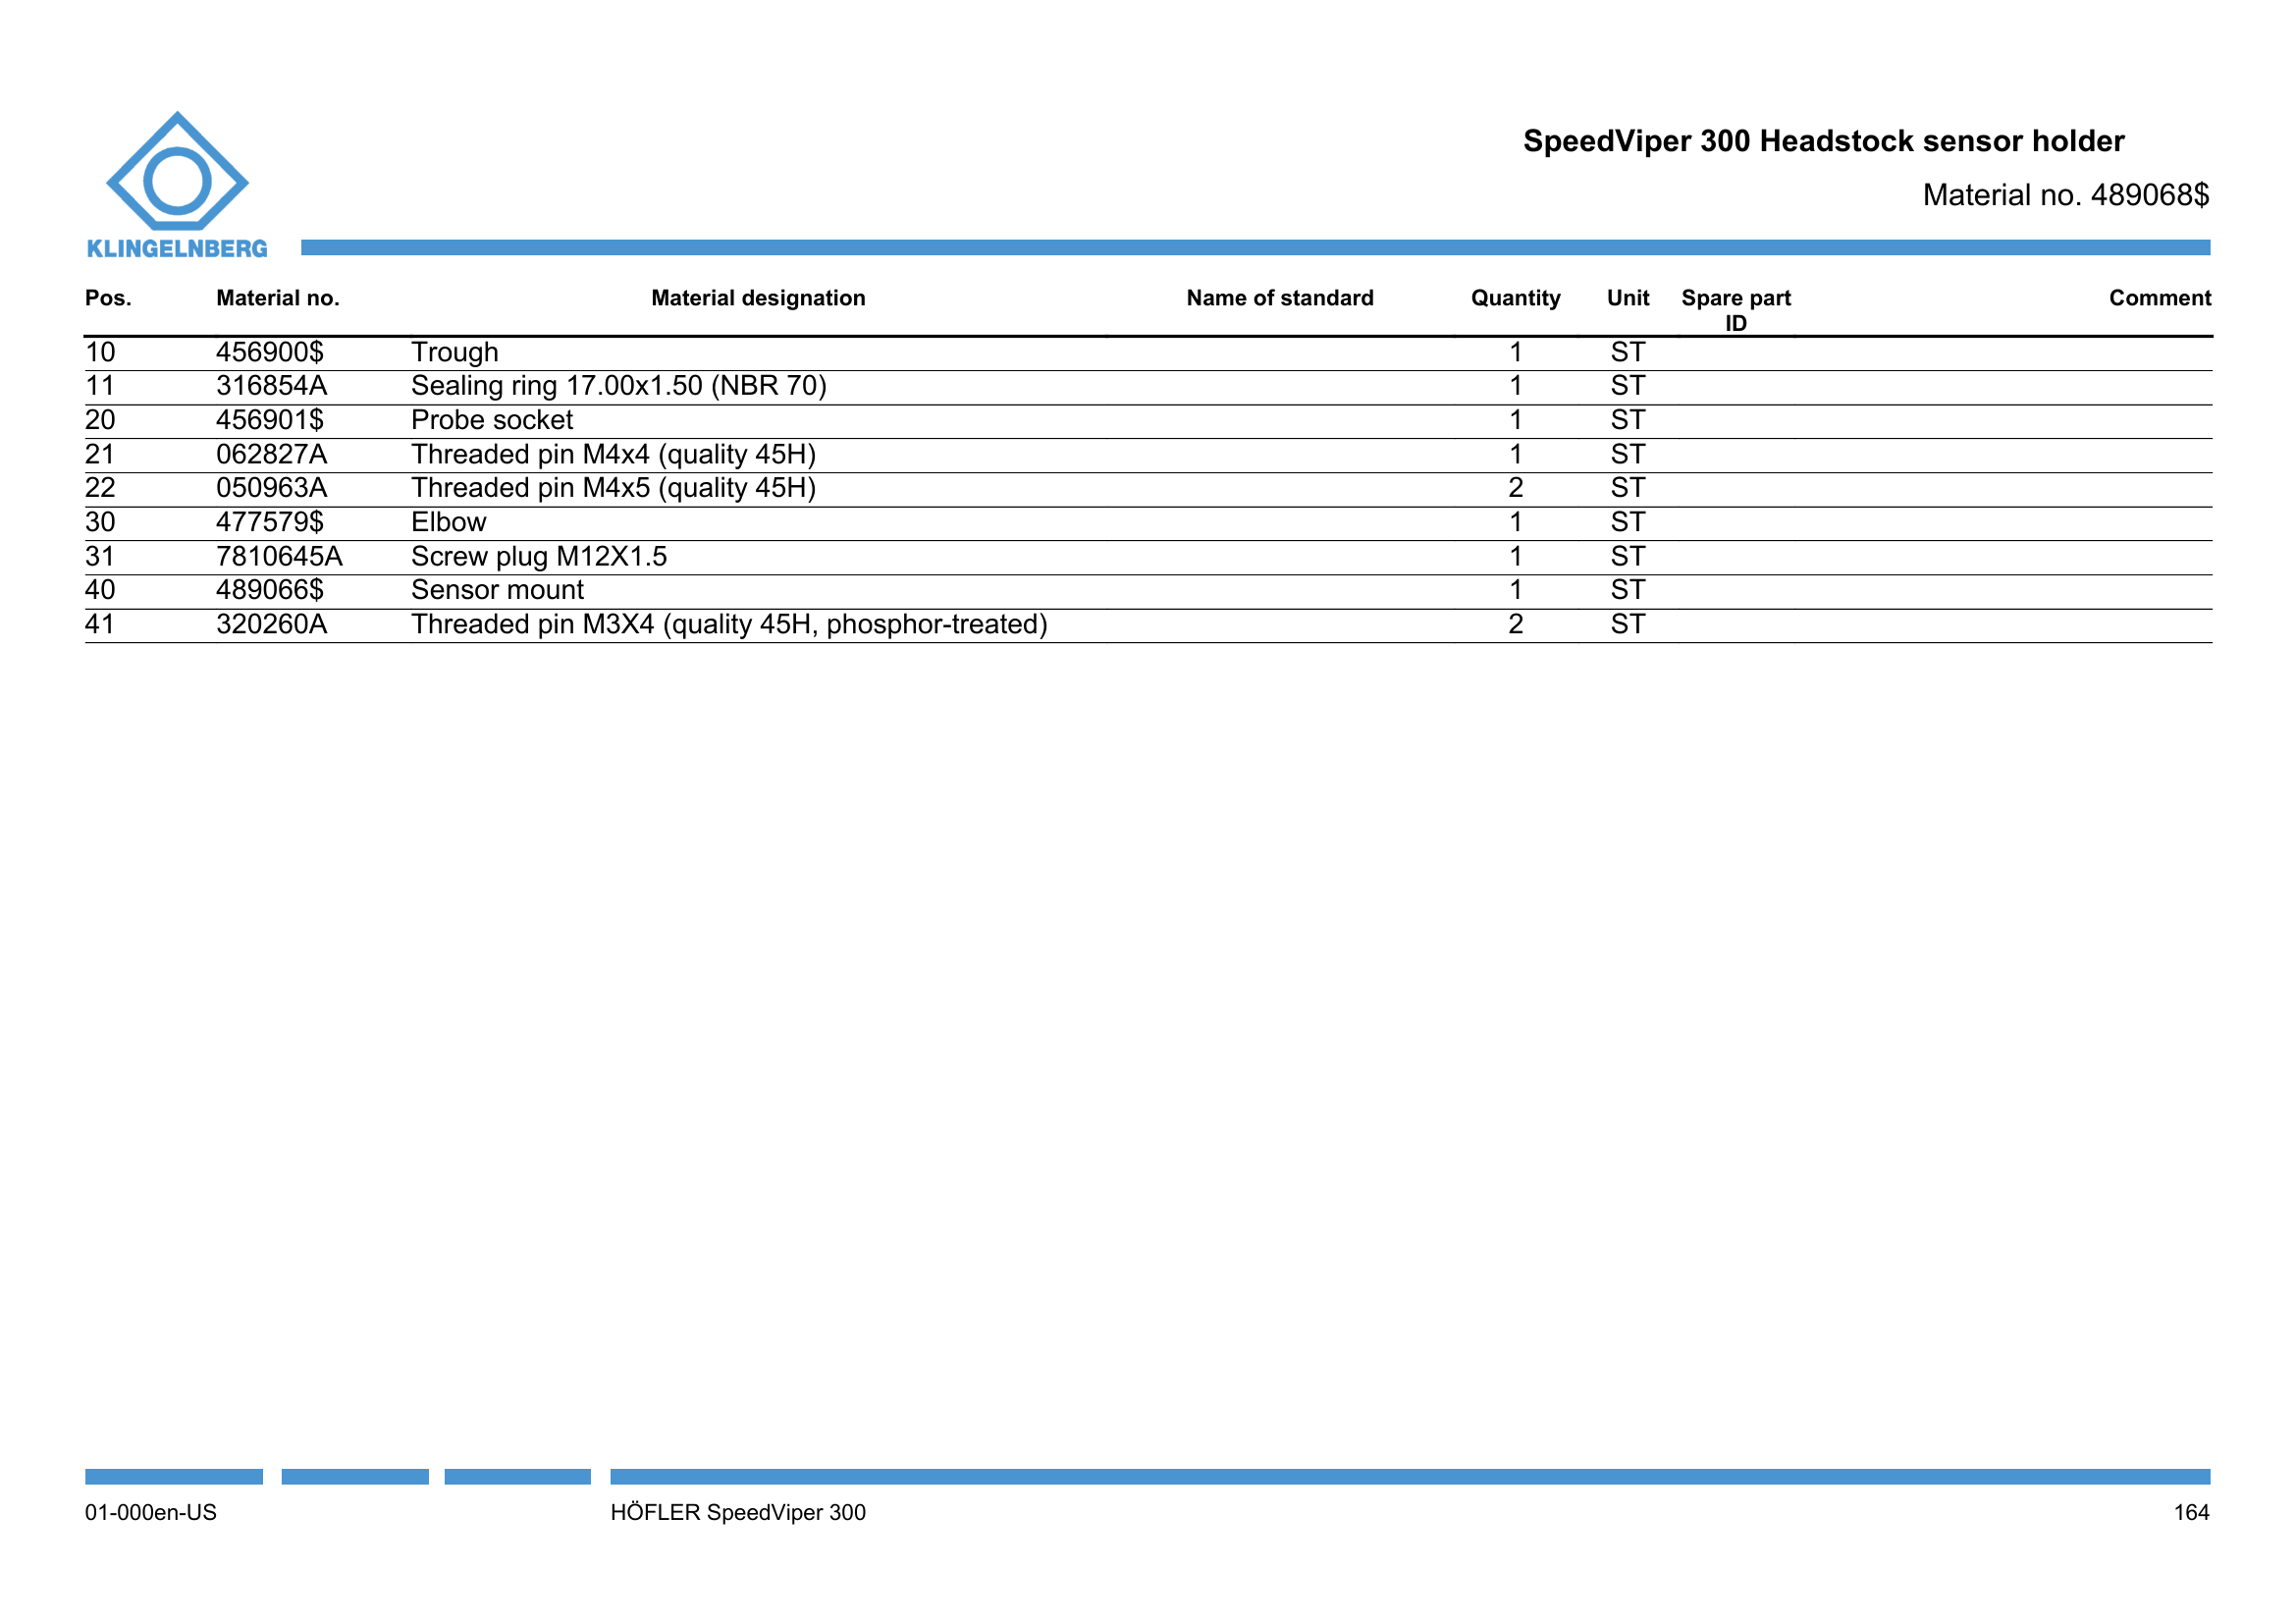 KLINGELNBERG
SpeedViper 300 Headstock sensor holder
Material no. 489068$
Pos. Material no. Material designation Name of standard Quantity Unit Spare part ID Comment
10 456900$ Trough 1 ST
11 316854A Sealing ring 17.00x1.50 (NBR 70) 1 ST
20 456901$ Probe socket 1 ST
21 062827A Threaded pin M4x4 (quality 45H) 1 ST
22 050963A Threaded pin M4x5 (quality 45H) 2 ST
30 477579$ Elbow 1 ST
31 7810645A Screw plug M12X1.5 1 ST
40 489066$ Sensor mount 1 ST
41 320260A Threaded pin M3X4 (quality 45H, phosphor-treated) 2 ST
01-000en-US HÖFLER SpeedViper 300 164